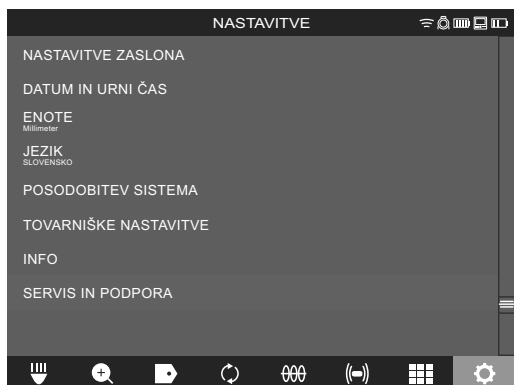 NASTAVITVE
NASTAVITVE ZASLONA
DATUM IN URNI ČAS
ENOTE
Millimeter
JEZIK
SLOVENSKO
POSODOBITEV SISTEMA
TOVARNIŠKE NASTAVITVE
INFO
SERVIS IN PODPORA